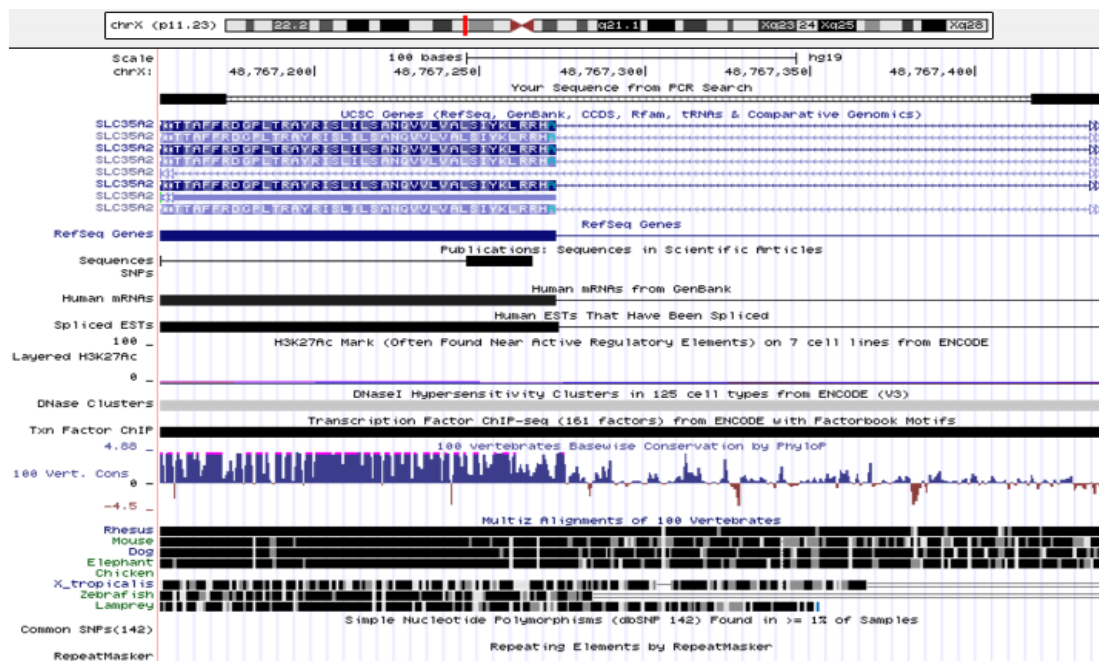 chrX (p11.23) 22.2 q21.1 Xq23 24 Xq25 Xq28
Scale 100 bases hg19
chrX: 48,767,200 48,767,250 48,767,300 48,767,350 48,767,400
Your Sequence from PCR Search
UCSC Genes (RefSeq, GenBank, CCDS, Rfam, tRNAs & Comparative Genomics)
SLC35A2 TTAFFRDGPLTRAYRISLILSANQVVLVALSIYKLRRH
SLC35A2 TTAFFRDGPLTRAYRISLILSANQVVLVALSIYKLRRH
SLC35A2 TTAFFRDGPLTRAYRISLILSANQVVLVALSIYKLRRH
SLC35A2 TTAFFRDGPLTRAYRISLILSANQVVLVALSIYKLRRH
SLC35A2
SLC35A2 TTAFFRDGPLTRAYRISLILSANQVVLVALSIYKLRRH
SLC35A2
SLC35A2 TTAFFRDGPLTRAYRISLILSANQVVLVALSIYKLRRH
RefSeq Genes
RefSeq Genes
Publications: Sequences in Scientific Articles
Sequences
SNPs
Human mRNAs from GenBank
Human mRNAs
Human ESTs That Have Been Spliced
Spliced ESTs
100 _ H3K27Ac Mark (Often Found Near Active Regulatory Elements) on 7 cell lines from ENCODE
Layered H3K27Ac
0 _
DNaseI Hypersensitivity Clusters in 125 cell types from ENCODE (V3)
DNase Clusters
Transcription Factor ChIP-seq (161 factors) from ENCODE with Factorbook Motifs
Txn Factor ChIP
4.88 _ 100 vertebrates Basewise Conservation by PhyloP
100 Vert. Cons
0 _
-4.5 _
Multiz Alignments of 100 Vertebrates
Rhesus
Mouse
Dog
Elephant
Chicken
X_tropicalis
Zebrafish
Lamprey
Simple Nucleotide Polymorphisms (dbSNP 142) Found in >= 1% of Samples
Common SNPs(142)
Repeating Elements by RepeatMasker
RepeatMasker